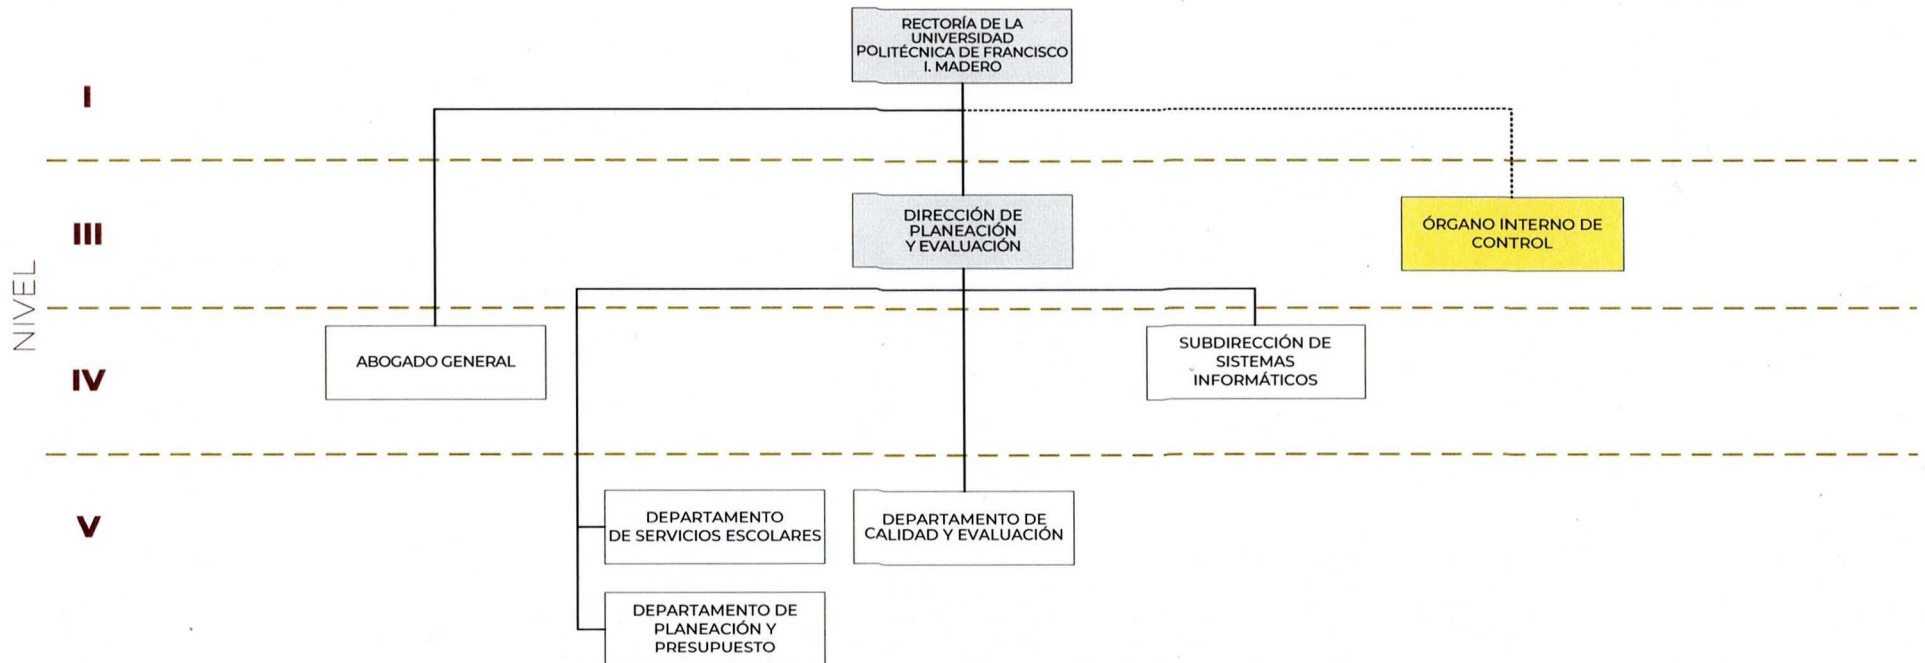 RECTORÍA DE LA
UNIVERSIDAD
POLITÉCNICA DE FRANCISCO
I. MADERO
I
NIVEL
III
DIRECCIÓN DE
PLANEACIÓN
Y EVALUACIÓN
ÓRGANO INTERNO DE
CONTROL
IV
ABOGADO GENERAL
SUBDIRECCIÓN DE
SISTEMAS
INFORMÁTICOS
V
DEPARTAMENTO
DE SERVICIOS ESCOLARES
DEPARTAMENTO DE
CALIDAD Y EVALUACIÓN
DEPARTAMENTO DE
PLANEACIÓN Y
PRESUPUESTO